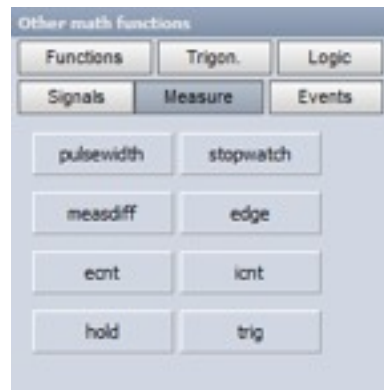 Other math functions
Functions Trigon. Logic
Signals Measure Events
pulsewidth stopwatch
measdiff edge
ecnt icnt
hold trig